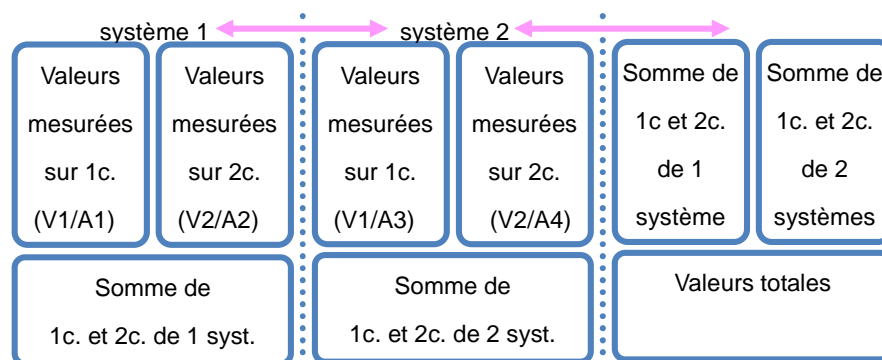 système 1
système 2
Valeurs
mesurées
sur 1c.
(V1/A1)
Valeurs
mesurées
sur 2c.
(V2/A2)
Valeurs
mesurées
sur 1c.
(V1/A3)
Valeurs
mesurées
sur 2c.
(V2/A4)
Somme de
1c et 2c.
de 1
système
Somme de
1c. et 2c.
de 2
systèmes
Somme de
1c. et 2c. de 1 syst.
Somme de
1c. et 2c. de 2 syst.
Valeurs totales